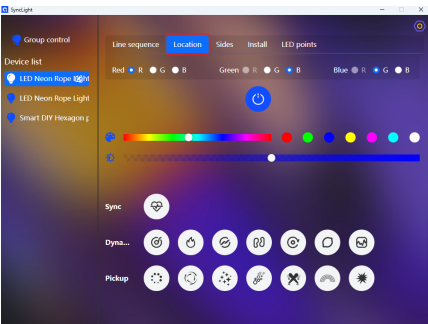 SyncLight
Group control
Device list
LED Neon Rope Light
LED Neon Rope Light
Smart DIY Hexagon p
Line sequence Location Sides Install LED points
Red R G B Green R G B Blue R G B
Sync
Dyna...
Pickup